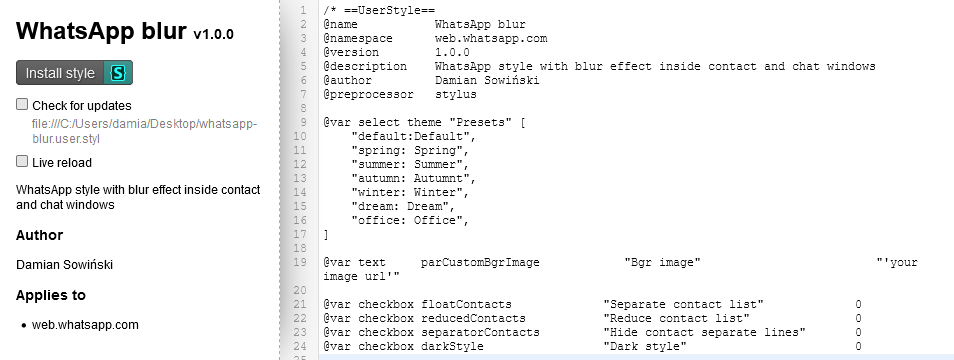 WhatsApp blur v1.0.0
Install style S
Check for updates
file:///C:/Users/damia/Desktop/whatsapp-
blur.user.styl
Live reload
WhatsApp style with blur effect inside contact
and chat windows
Author
Damian Sowiński
Applies to
• web.whatsapp.com
1 /* ==UserStyle==
2 @name WhatsApp blur
3 @namespace web.whatsapp.com
4 @version 1.0.0
5 @description WhatsApp style with blur effect inside contact and chat windows
6 @author Damian Sowiński
7 @preprocessor stylus
8
9 @var select theme "Presets" [
10 "default:Default",
11 "spring: Spring",
12 "summer: Summer",
13 "autumn: Autumnt",
14 "winter: Winter",
15 "dream: Dream",
16 "office: Office",
17 ]
18
19 @var text parCustomBgrImage "Bgr image" "'your
image url'"
20
21 @var checkbox floatContacts "Separate contact list" 0
22 @var checkbox reducedContacts "Reduce contact list" 0
23 @var checkbox separatorContacts "Hide contact separate lines" 0
24 @var checkbox darkStyle "Dark style" 0
25